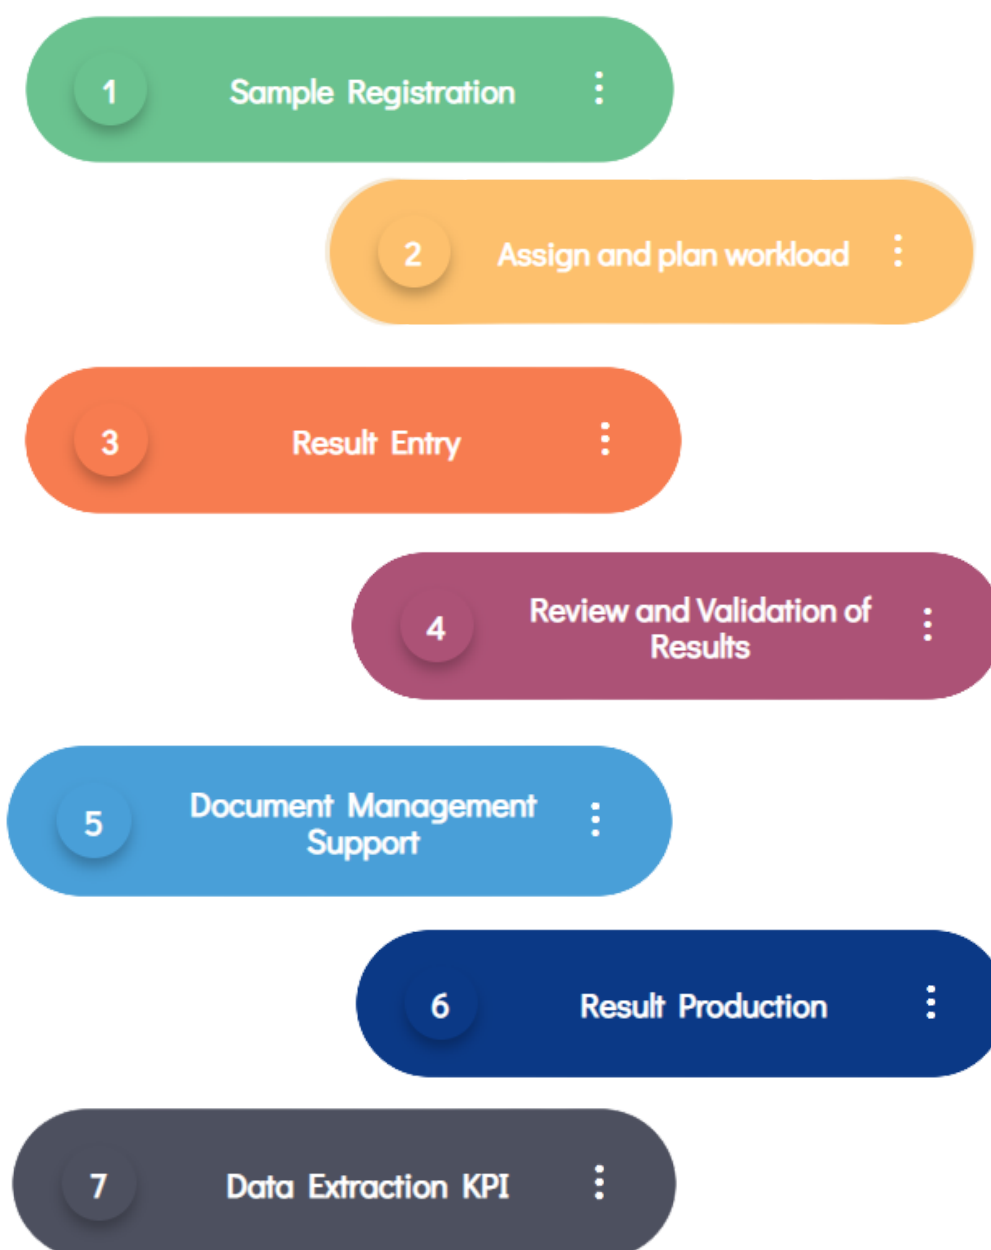 1
Sample Registration
2
Assign and plan workload
3
Result Entry
4
Review and Validation of
Results
5
Document Management
Support
6
Result Production
7
Data Extraction KPI